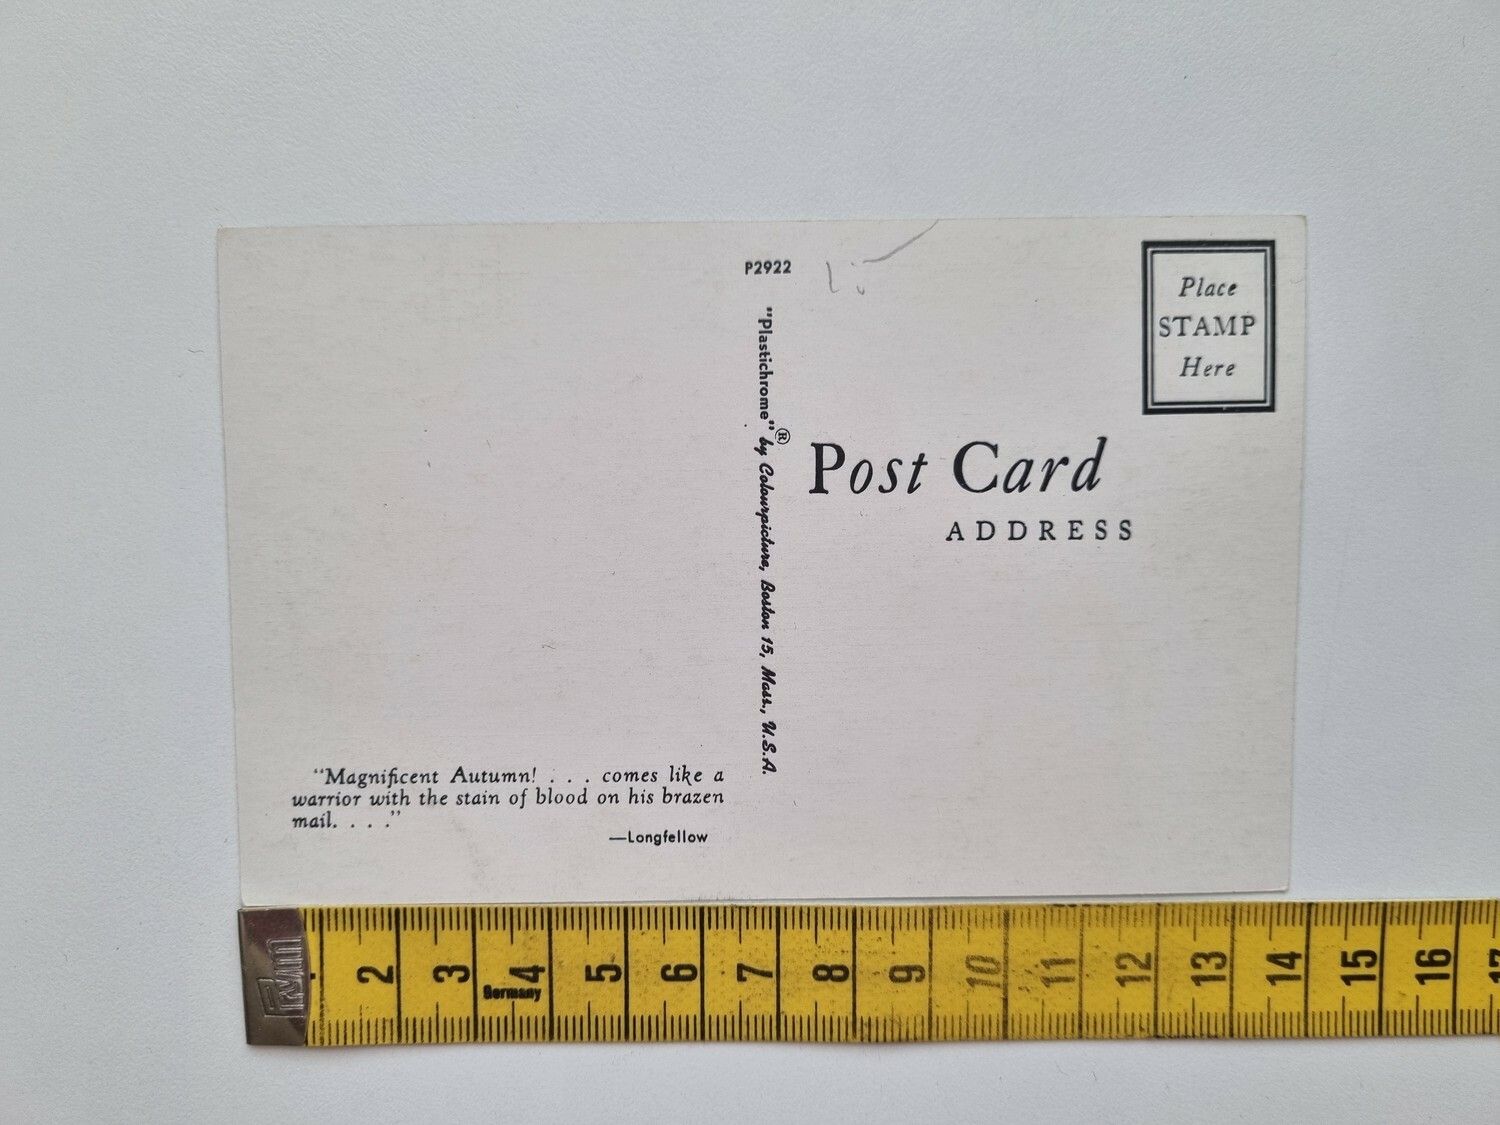 P2922
"Plastichrome"® by Colourpicture, Boston 15, Mass., U.S.A.
Place
STAMP
Here
Post Card
ADDRESS
"Magnificent Autumn! . . . comes like a
warrior with the stain of blood on his brazen
mail. . . ."
—Longfellow
Prym
2 3 4 5 6 7 8 9 10 11 12 13 14 15 16 17
Germany